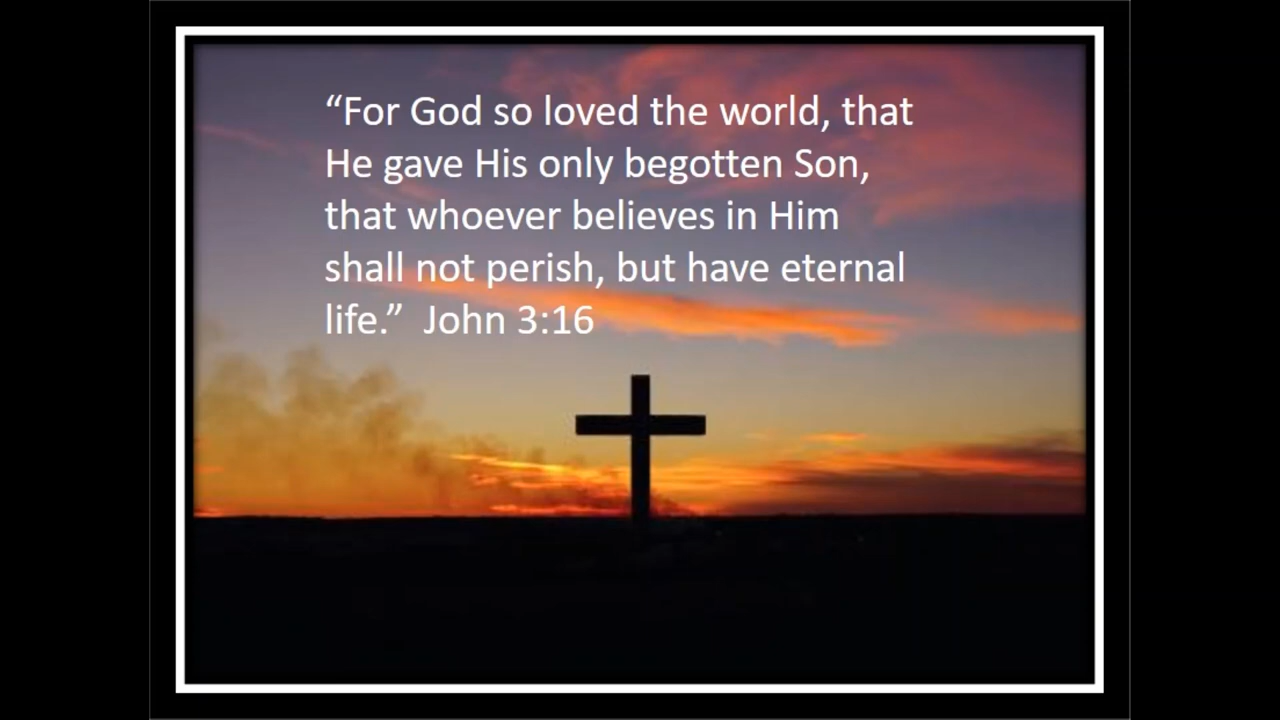 “For God so loved the world, that
He gave His only begotten Son,
that whoever believes in Him
shall not perish, but have eternal
life.”  John 3:16